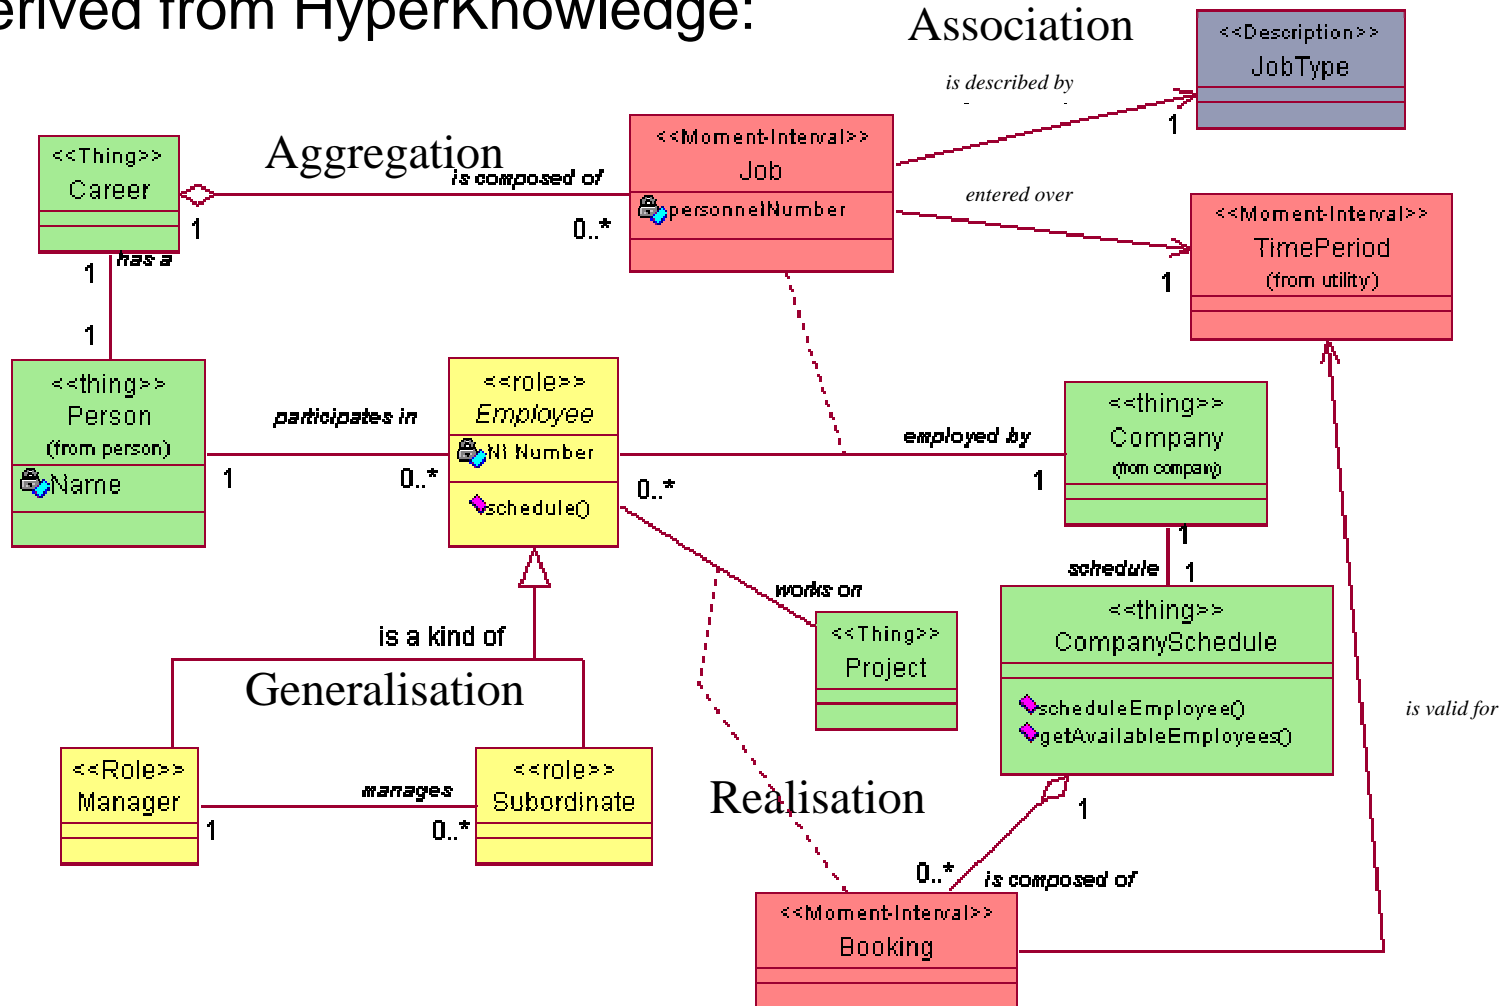 erived from HyperKnowledge:
Association
<<Description>>
JobType
is described by
1
<<Thing>>
Career
Aggregation
is composed of
1
0..*
<<Moment-Interval>>
Job
personnelNumber
entered over
1
<<Moment-Interval>>
TimePeriod
(from utility)
has a
1
1
<<thing>>
Person
(from person)
Name
participates in
1
0..*
<<role>>
Employee
NI Number
schedule()
employed by
0..*
1
<<thing>>
Company
(from company)
1
schedule
1
works on
<<Thing>>
Project
<<thing>>
CompanySchedule
scheduleEmployee()
getAvailableEmployees()
is valid for
is a kind of
Generalisation
<<Role>>
Manager
manages
1
0..*
<<role>>
Subordinate
Realisation
1
0..*
is composed of
<<Moment-Interval>>
Booking